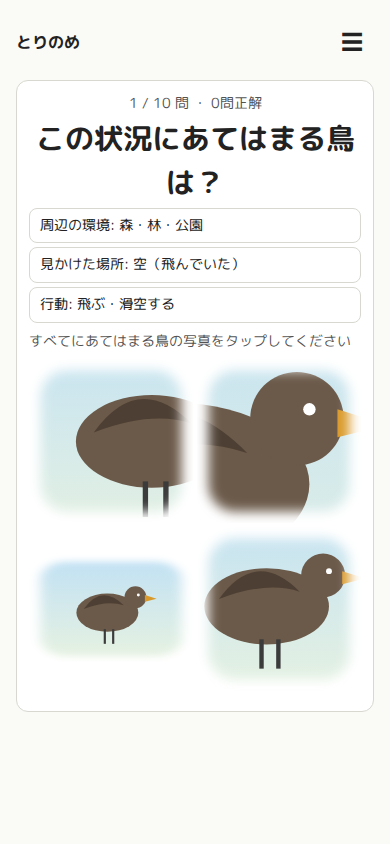 とりのめ
☰
1 / 10 問 · 0問正解
この状況にあてはまる鳥
は？
周辺の環境: 森・林・公園
見かけた場所: 空（飛んでいた）
行動: 飛ぶ・滑空する
すべてにあてはまる鳥の写真をタップしてください